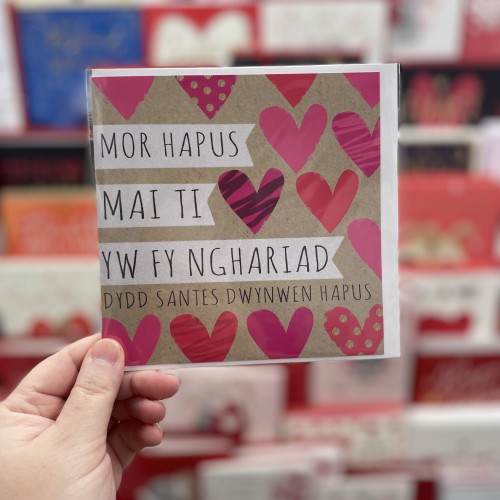 MOR HAPUS
MAI TI
YW FY NGHARIAD
DYDD SANTES DWYNWEN HAPUS